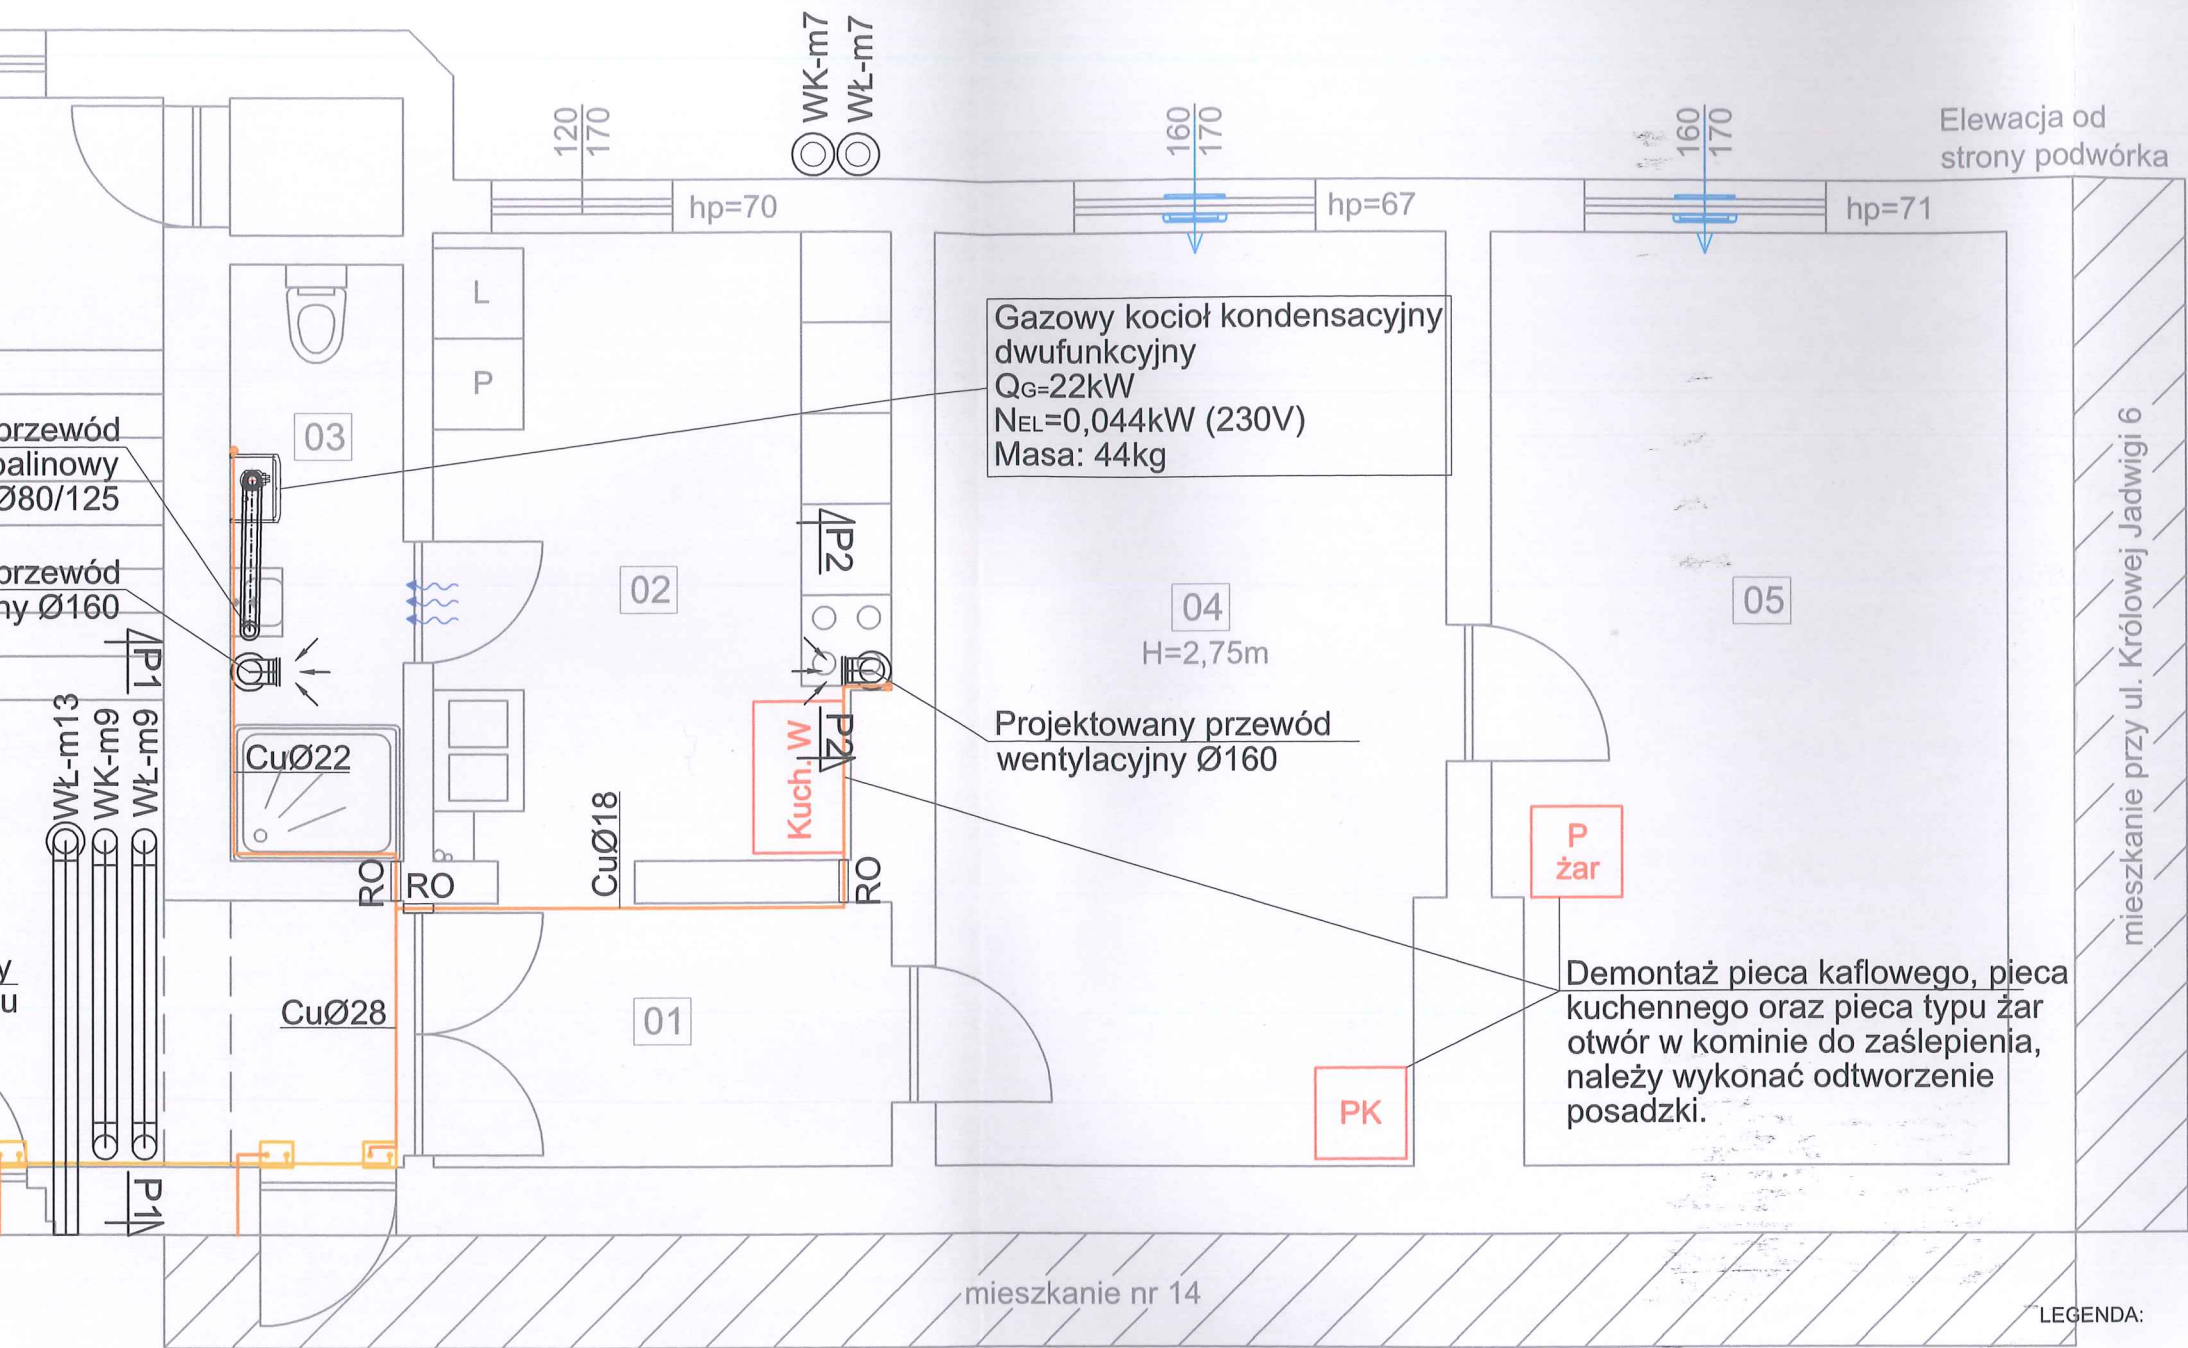 WK-m7
WŁ-m7
120
170
160
170
160
170
Elewacja od
strony podwórka
hp=70
hp=67
hp=71
L
P
03
Gazowy kocioł kondensacyjny
dwufunkcyjny
QG=22kW
NEL=0,044kW (230V)
Masa: 44kg
przewód
palinowy
Ø80/125
przewód
ny Ø160
P1
P2
02
04
H=2,75m
05
mieszkanie przy ul. Królowej Jadwigi 6
Projektowany przewód
wentylacyjny Ø160
P2
Kuch. W
WŁ-m13
WK-m9
WŁ-m9
CuØ22
CuØ18
P
żar
RO
RO
RO
y
u
CuØ28
01
Demontaż pieca kaflowego, pieca
kuchennego oraz pieca typu żar
otwór w kominie do zaślepienia,
należy wykonać odtworzenie
posadzki.
PK
P1
mieszkanie nr 14
LEGENDA: